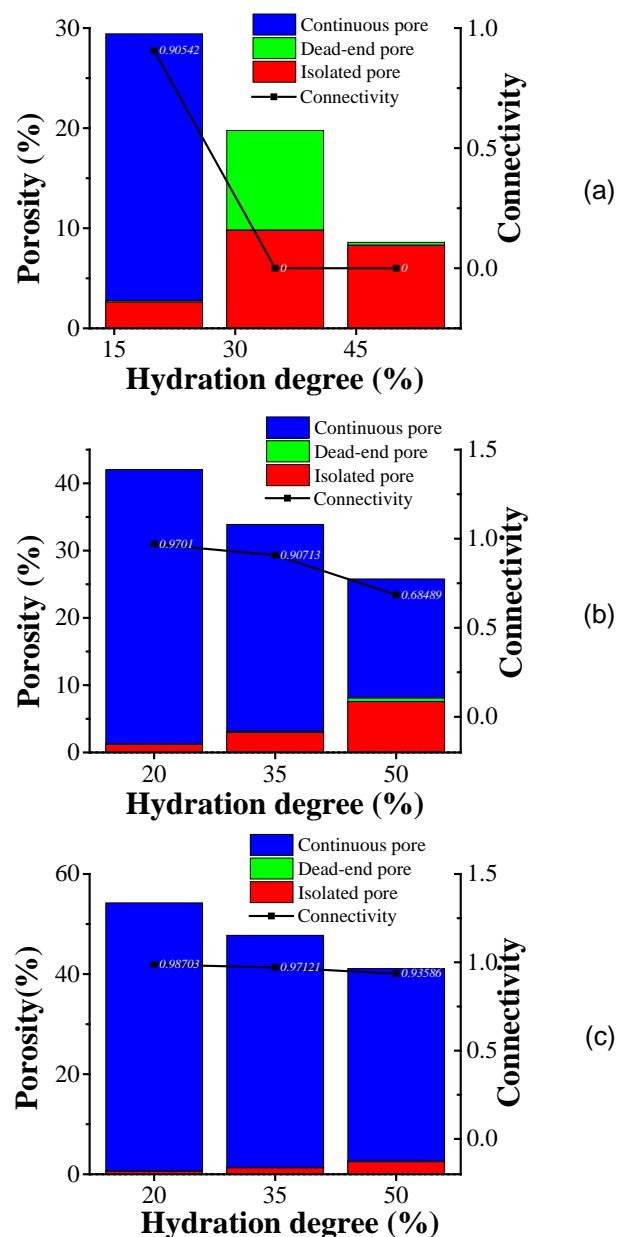 30
20
10
0
Porosity (%)
Continuous pore
Dead-end pore
Isolated pore
Connectivity
0.90542
0
0
1.0
0.5
0.0
Connectivity
15
30
45
Hydration degree (%)
(a)
40
30
20
10
0
Porosity (%)
Continuous pore
Dead-end pore
Isolated pore
Connectivity
0.9701
0.90713
0.68489
1.5
1.0
0.5
0.0
Connectivity
20
35
50
Hydration degree (%)
(b)
60
40
20
0
Porosity(%)
Continuous pore
Dead-end pore
Isolated pore
Connectivity
0.98703
0.97121
0.93586
1.5
1.0
0.5
0.0
Connectivity
20
35
50
Hydration degree (%)
(c)